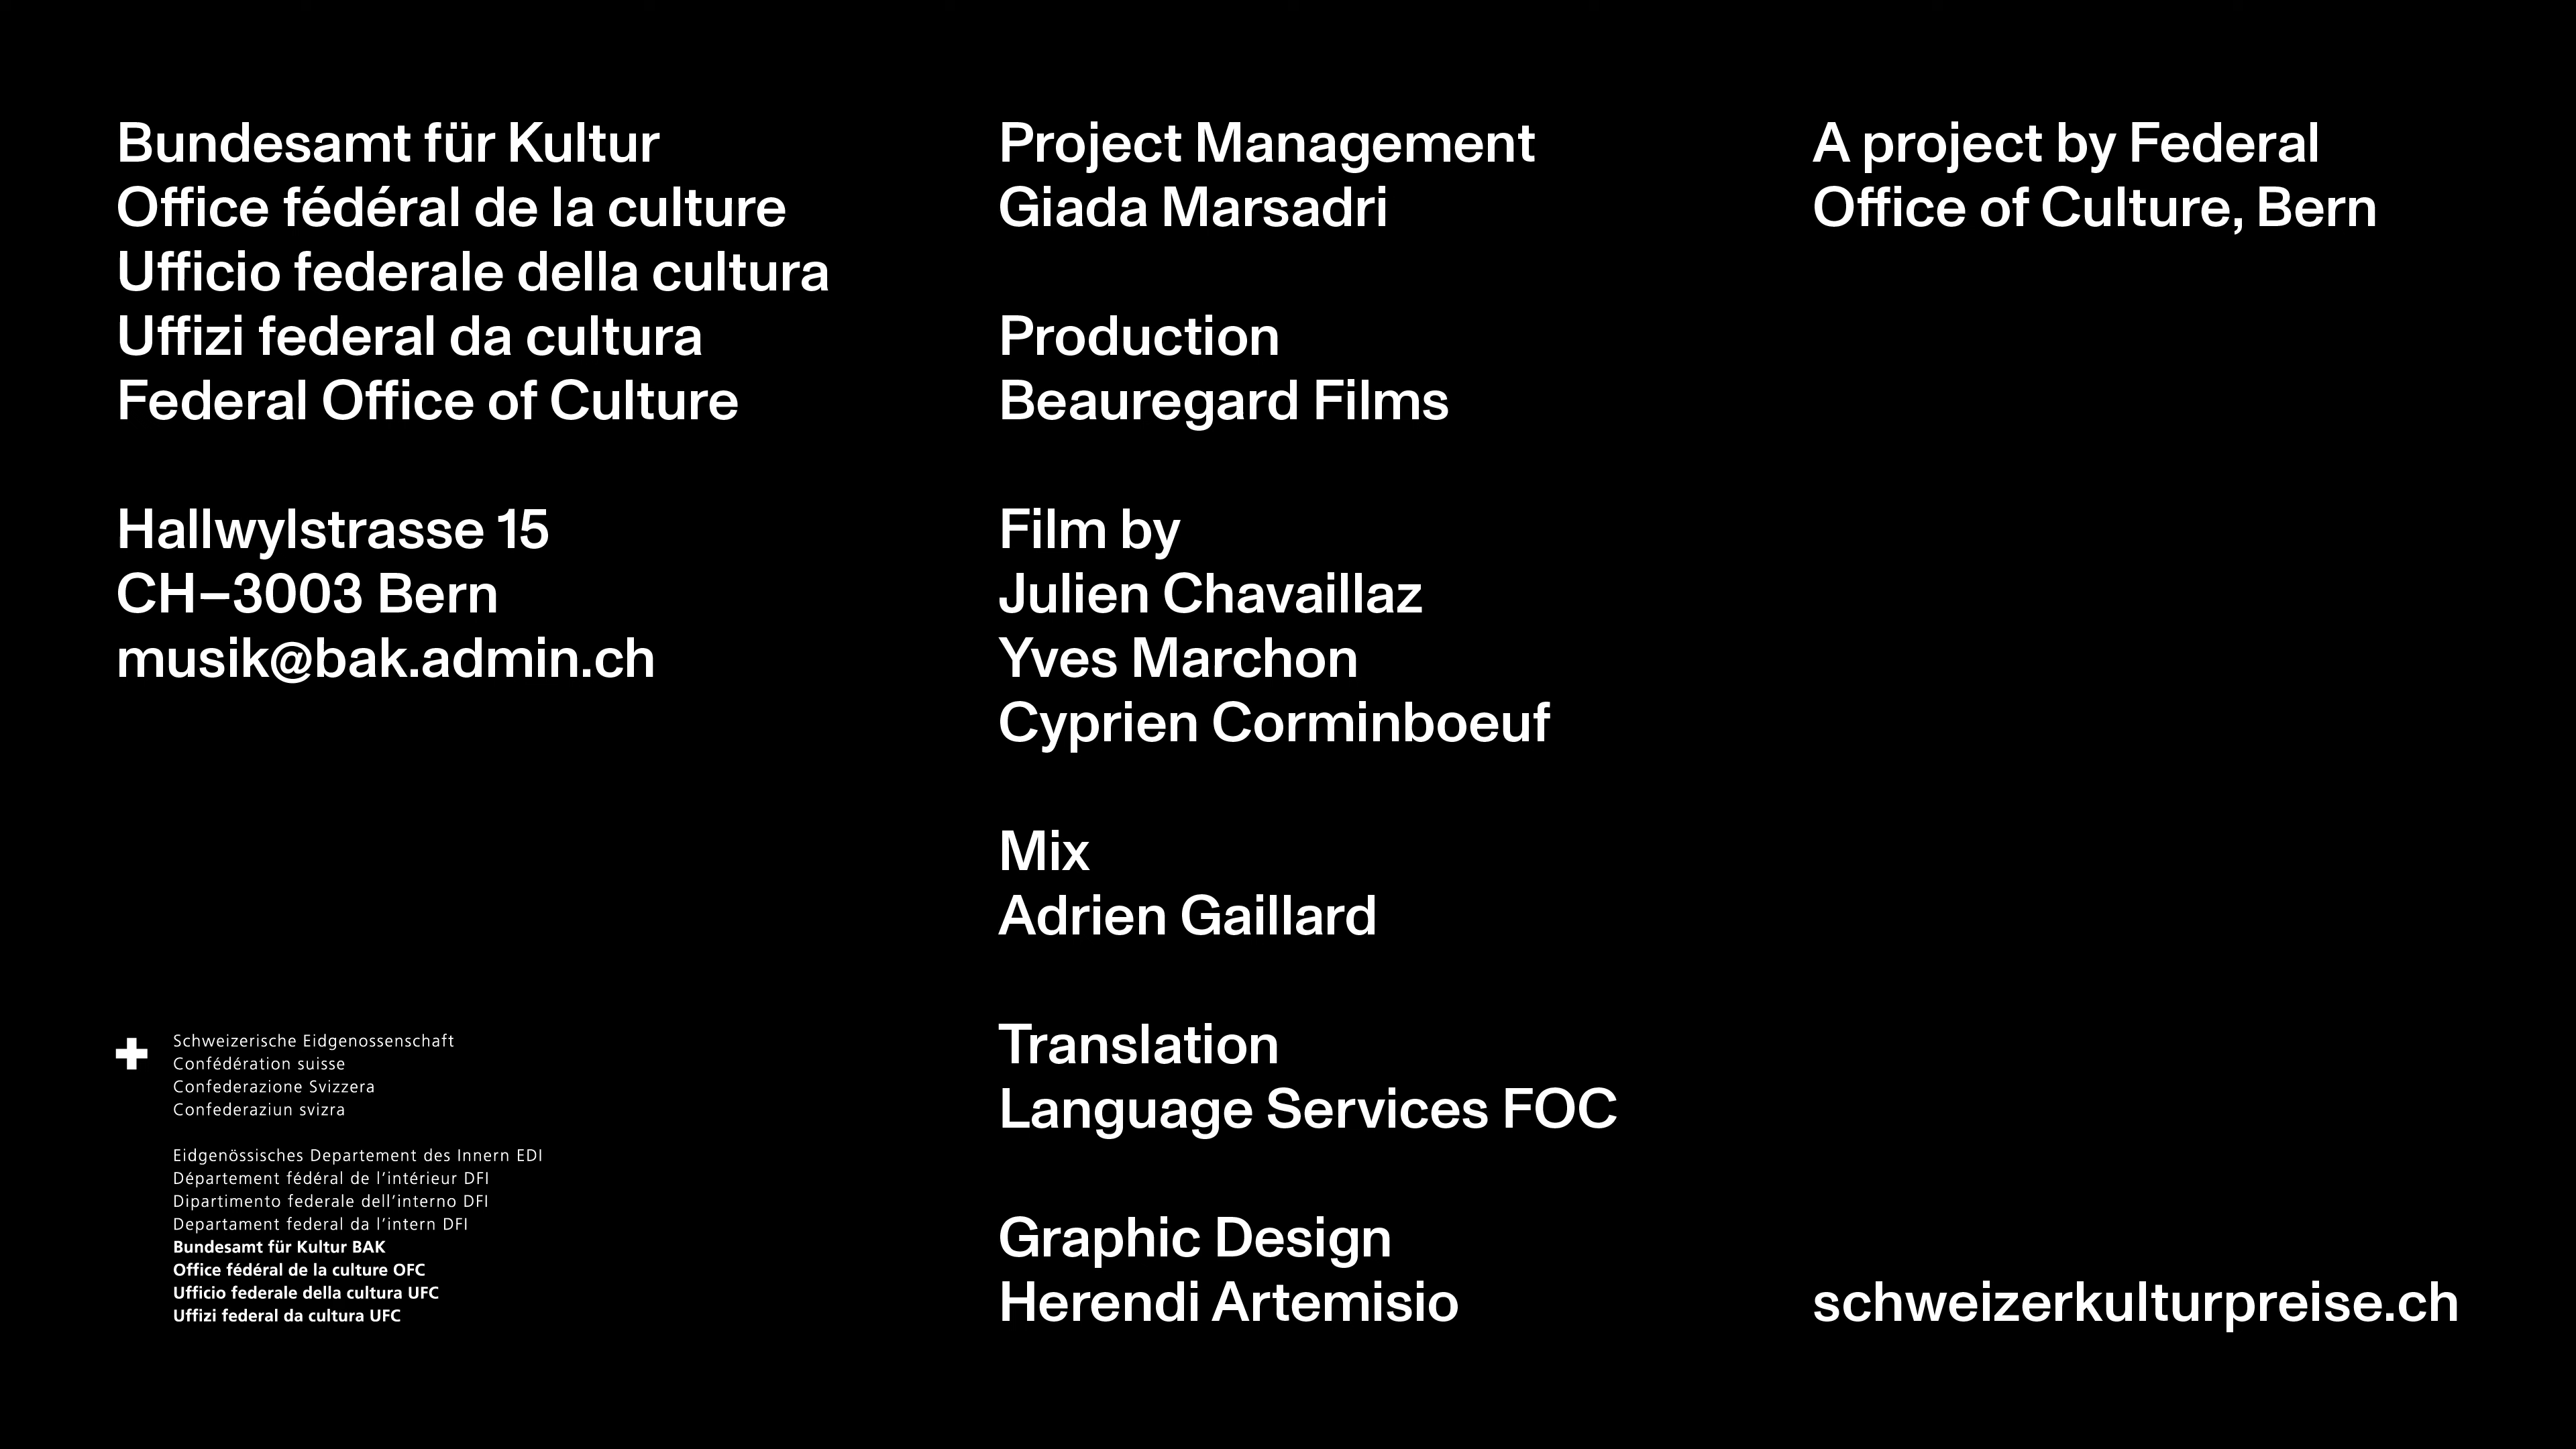 Bundesamt für Kultur
Office fédéral de la culture
Ufficio federale della cultura
Uffizi federal da cultura
Federal Office of Culture
Hallwylstrasse 15
CH–3003 Bern
musik@bak.admin.ch
Schweizerische Eidgenossenschaft
Confédération suisse
Confederazione Svizzera
Confederaziun svizra
Eidgenössisches Departement des Innern EDI
Département fédéral de l’intérieur DFI
Dipartimento federale dell’interno DFI
Departament federal da l’intern DFI
Bundesamt für Kultur BAK
Office fédéral de la culture OFC
Ufficio federale della cultura UFC
Uffizi federal da cultura UFC
Project Management
Giada Marsadri
Production
Beauregard Films
Film by
Julien Chavaillaz
Yves Marchon
Cyprien Corminboeuf
Mix
Adrien Gaillard
Translation
Language Services FOC
Graphic Design
Herendi Artemisio
A project by Federal
Office of Culture, Bern
schweizerkulturpreise.ch